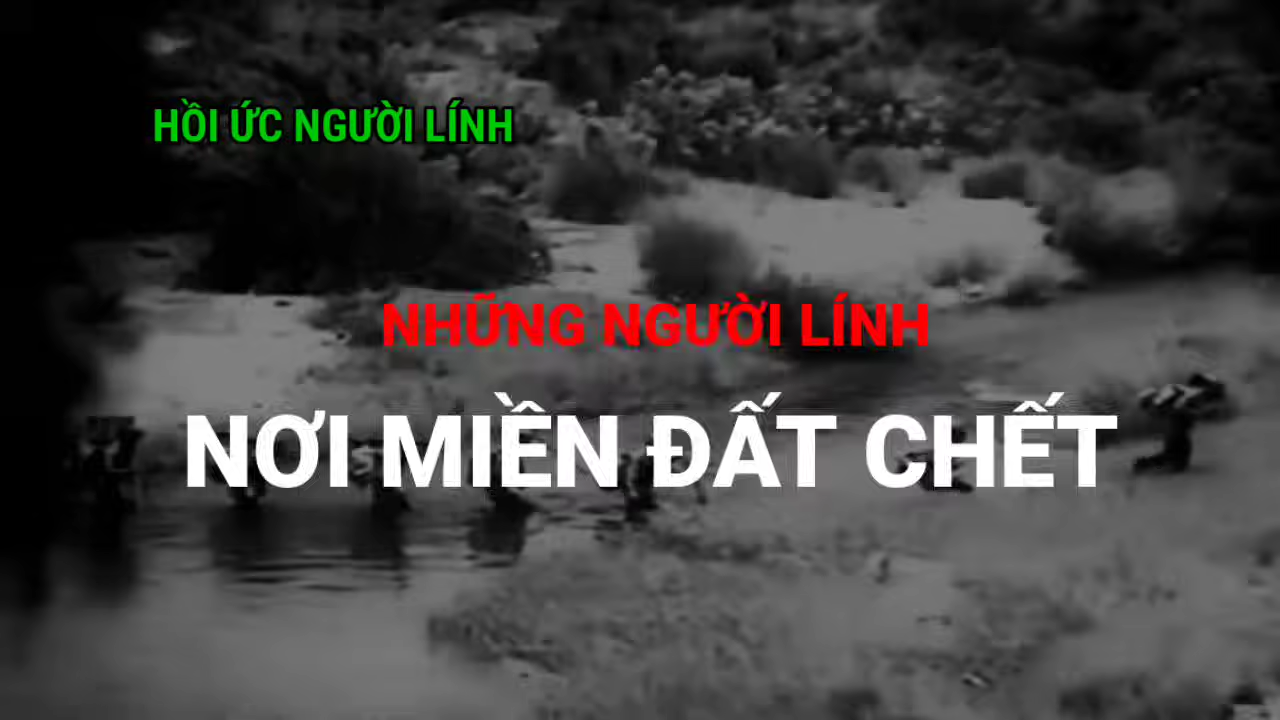 HỒI ỨC NGƯỜI LÍNH
NHỮNG NGƯỜI LÍNH
NƠI MIỀN ĐẤT CHẾT